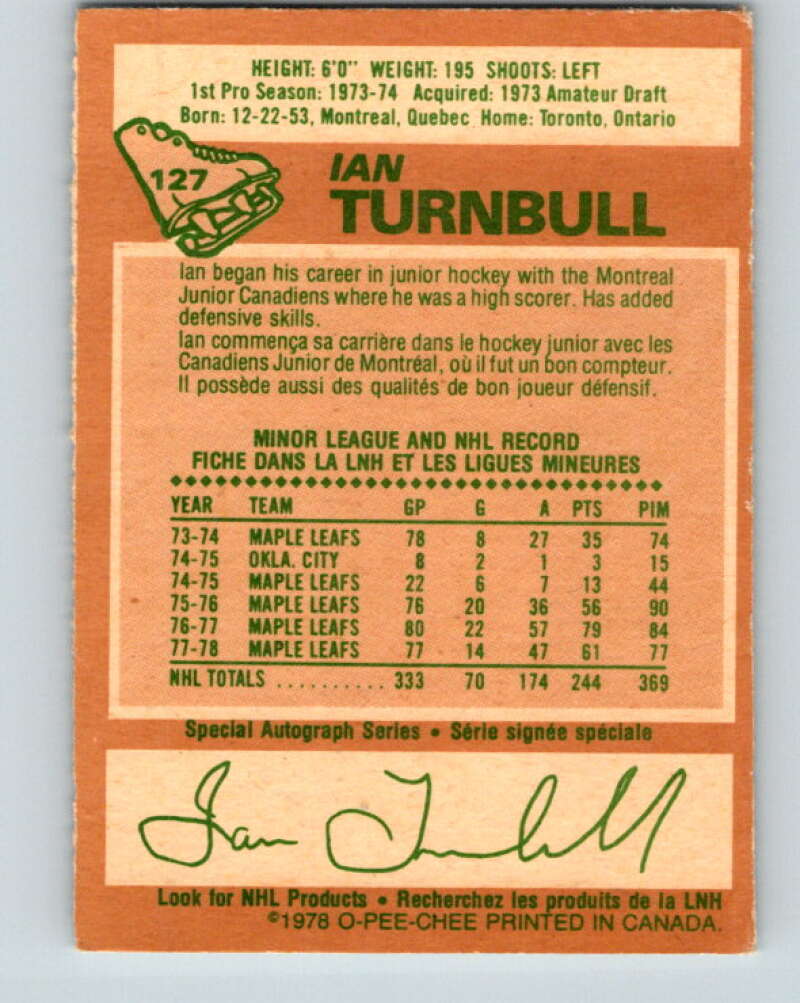 HEIGHT: 6'0" WEIGHT: 195 SHOOTS: LEFT
1st Pro Season: 1973-74 Acquired: 1973 Amateur Draft
Born: 12-22-53, Montreal, Quebec Home: Toronto, Ontario
127
IAN
TURNBULL
Ian began his career in junior hockey with the Montreal
Junior Canadiens where he was a high scorer. Has added
defensive skills.
Ian commença sa carrière dans le hockey junior avec les
Canadiens Junior de Montréal, où il fut un bon compteur.
Il possède aussi des qualités de bon joueur défensif.
MINOR LEAGUE AND NHL RECORD
FICHE DANS LA LNH ET LES LIGUES MINEURES
YEAR TEAM GP G A PTS PIM
73-74 MAPLE LEAFS 78 8 27 35 74
74-75 OKLA. CITY 8 2 1 3 15
74-75 MAPLE LEAFS 22 6 7 13 44
75-76 MAPLE LEAFS 76 20 36 56 90
76-77 MAPLE LEAFS 80 22 57 79 84
77-78 MAPLE LEAFS 77 14 47 61 77
NHL TOTALS .......... 333 70 174 244 369
Special Autograph Series • Série signée spéciale
Ian Turnbull
Look for NHL Products • Recherchez les produits de la LNH
©1978 O-PEE-CHEE PRINTED IN CANADA.